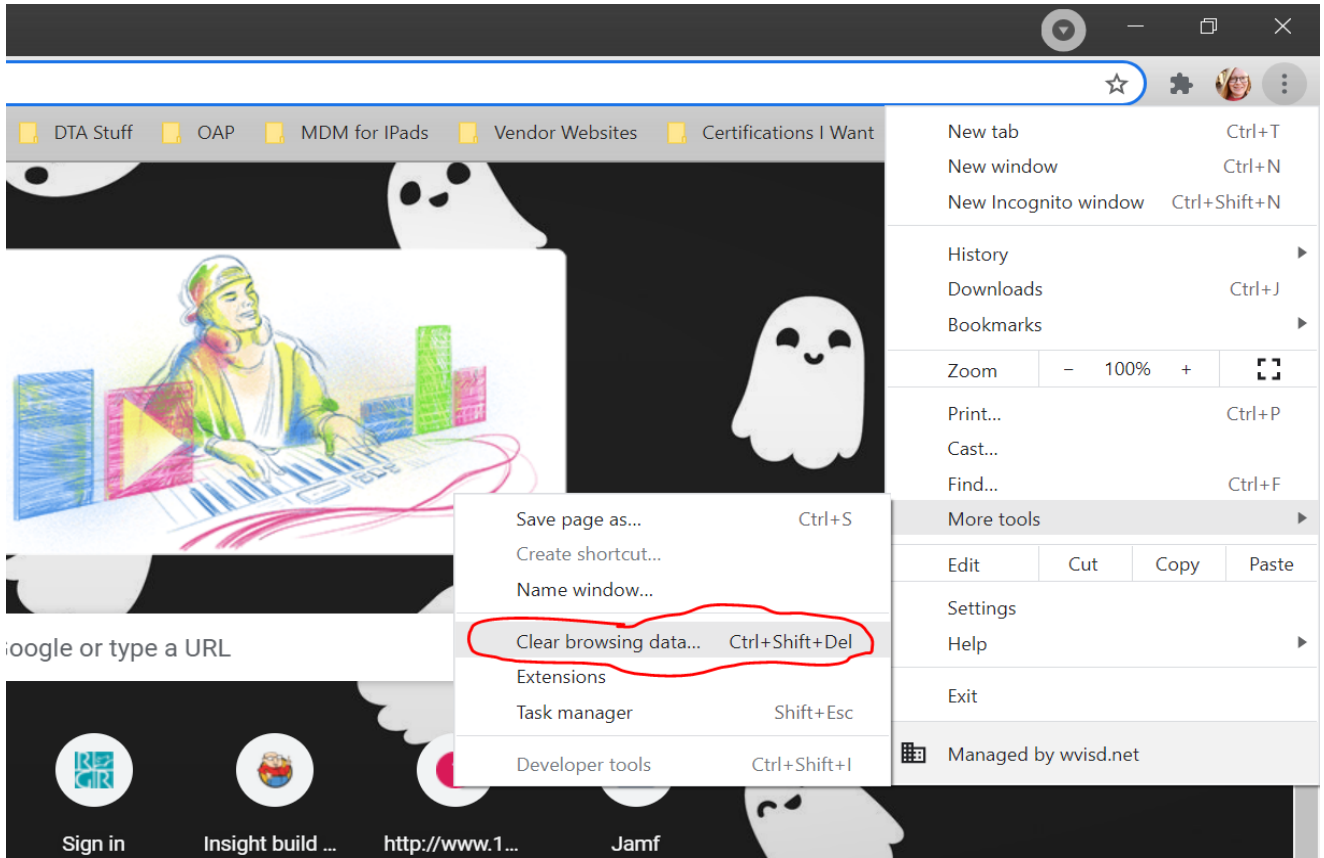 DTA Stuff
OAP
MDM for IPads
Vendor Websites
Certifications I Want
New tab Ctrl+T
New window Ctrl+N
New Incognito window Ctrl+Shift+N
History
Downloads Ctrl+J
Bookmarks
Zoom − 100% +
Print... Ctrl+P
Cast...
Find... Ctrl+F
More tools
Edit Cut Copy Paste
Settings
Help
Exit
Managed by wvisd.net
Save page as... Ctrl+S
Create shortcut...
Name window...
Clear browsing data... Ctrl+Shift+Del
Extensions
Task manager Shift+Esc
Developer tools Ctrl+Shift+I
oogle or type a URL
Sign in
Insight build ...
http://www.1...
Jamf